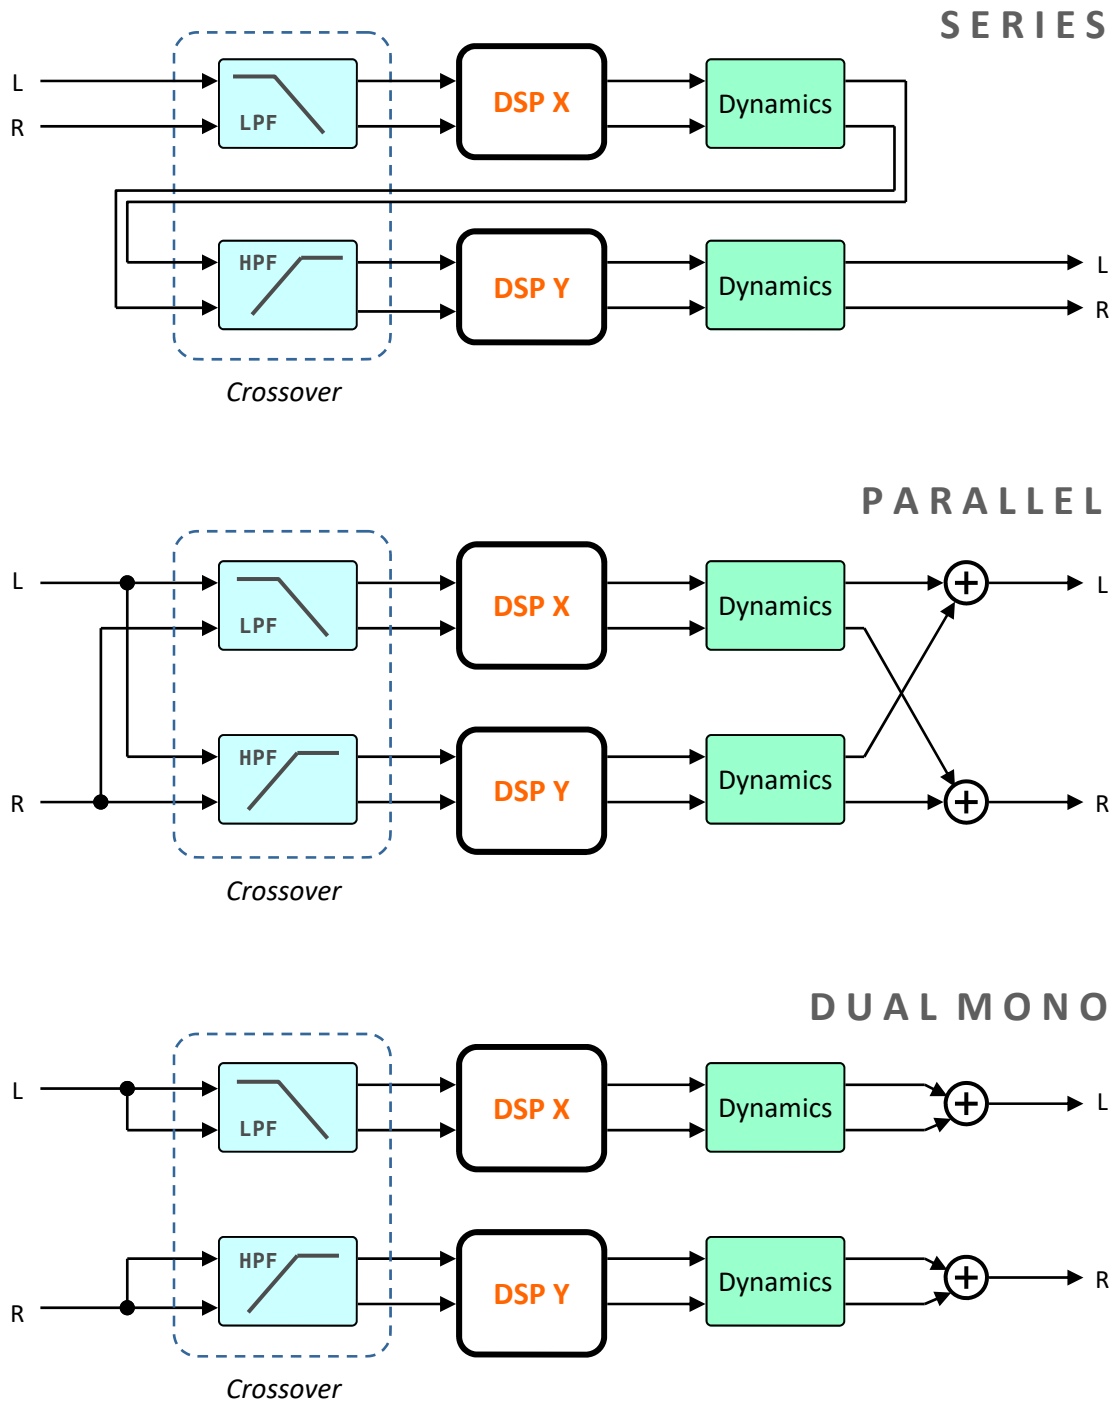 SERIES
L
LPF
DSP X
Dynamics
R
HPF
DSP Y
Dynamics
L
R
Crossover
PARALLEL
L
LPF
DSP X
Dynamics
L
HPF
DSP Y
Dynamics
R
R
Crossover
DUAL MONO
L
LPF
DSP X
Dynamics
L
HPF
DSP Y
Dynamics
R
R
Crossover